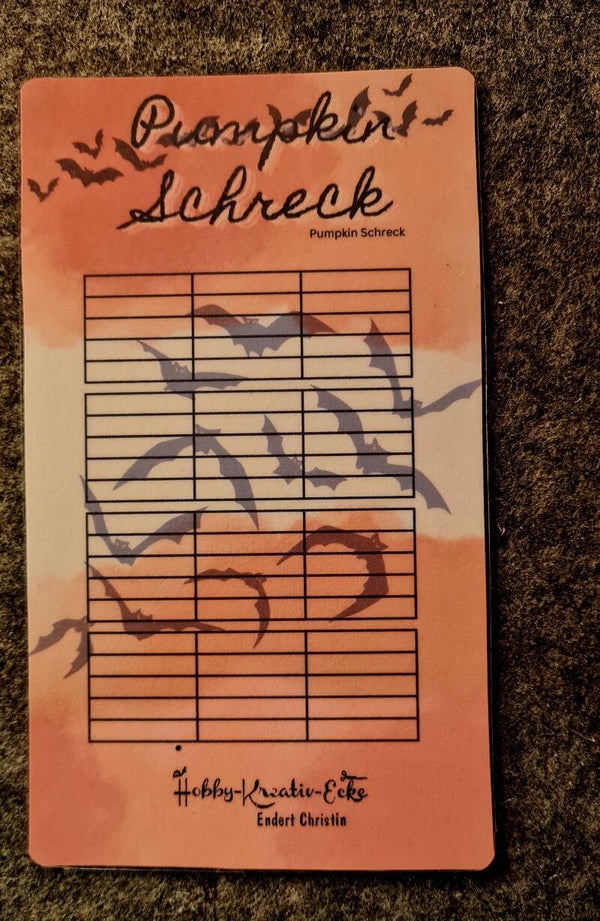 Pumpkin
Schreck
Pumpkin Schreck
Hobby-Kreativ-Ecke
Endert Christin